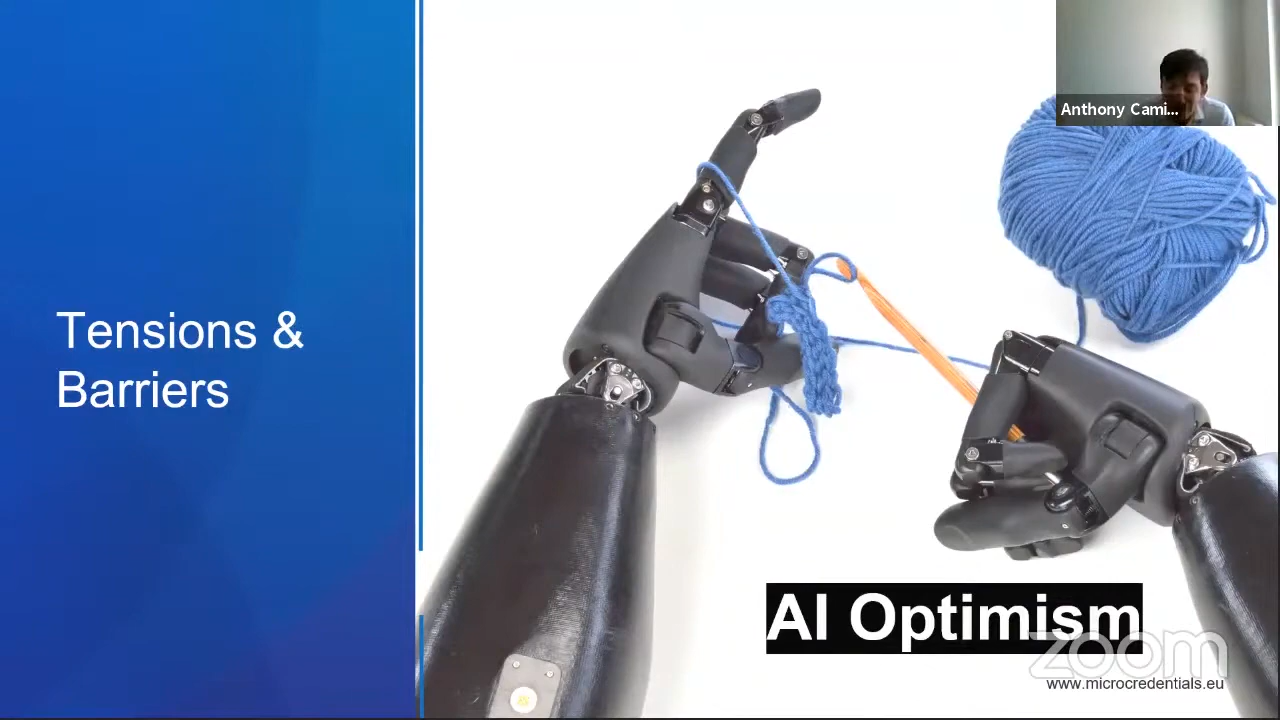 Anthony Cami...
Tensions &
Barriers
AI Optimism
zoom
www.microcredentials.eu